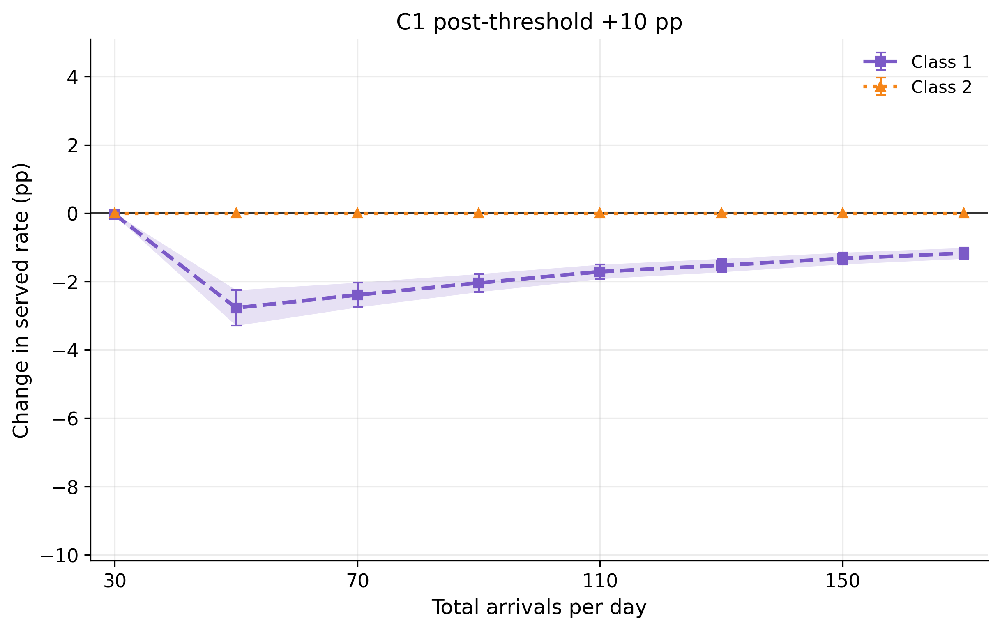 C1 post-threshold +10 pp
Class 1
Class 2
Change in served rate (pp)
4
2
0
−2
−4
−6
−8
−10
30
70
110
150
Total arrivals per day